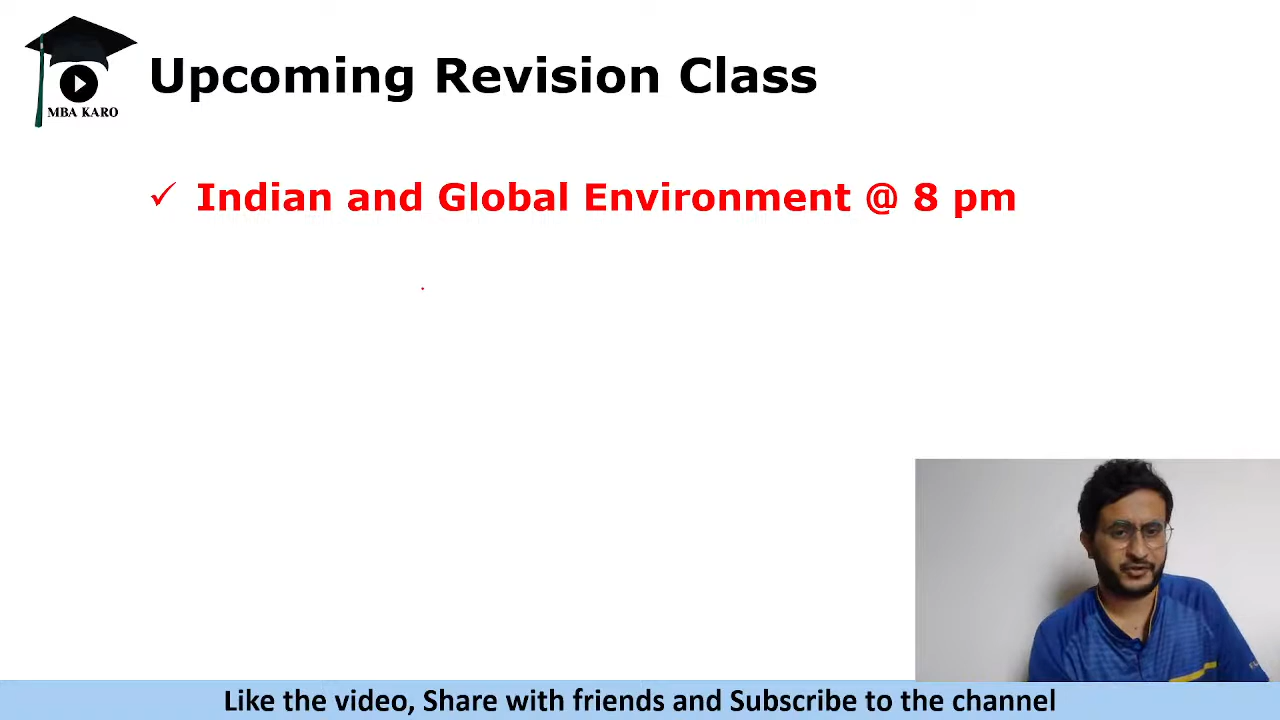 Upcoming Revision Class
MBA KARO
✓ Indian and Global Environment @ 8 pm
Like the video, Share with friends and Subscribe to the channel